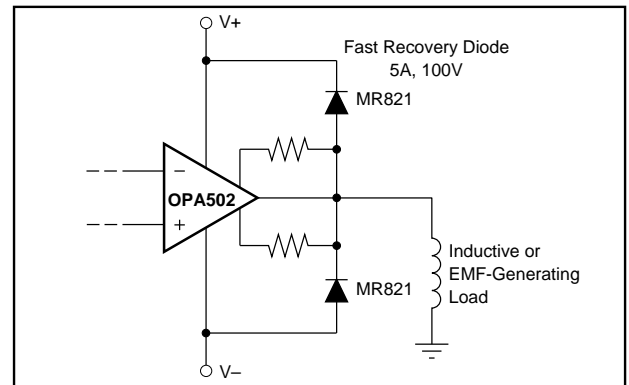 V+
Fast Recovery Diode
5A, 100V
MR821
–
OPA502
+
Inductive or
EMF-Generating
Load
MR821
V–